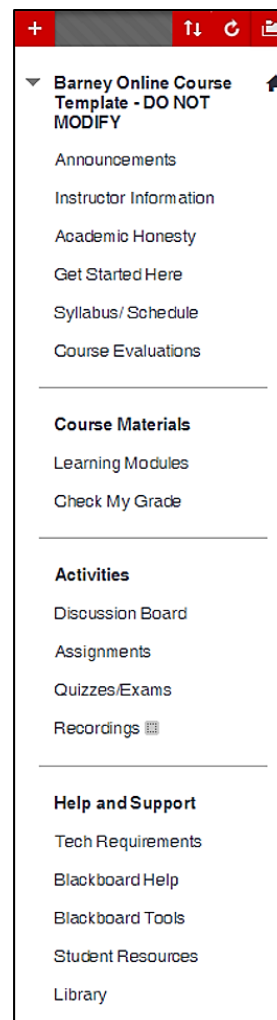 Barney Online Course
Template - DO NOT
MODIFY
Announcements
Instructor Information
Academic Honesty
Get Started Here
Syllabus/ Schedule
Course Evaluations
Course Materials
Learning Modules
Check My Grade
Activities
Discussion Board
Assignments
Quizzes/Exams
Recordings
Help and Support
Tech Requirements
Blackboard Help
Blackboard Tools
Student Resources
Library